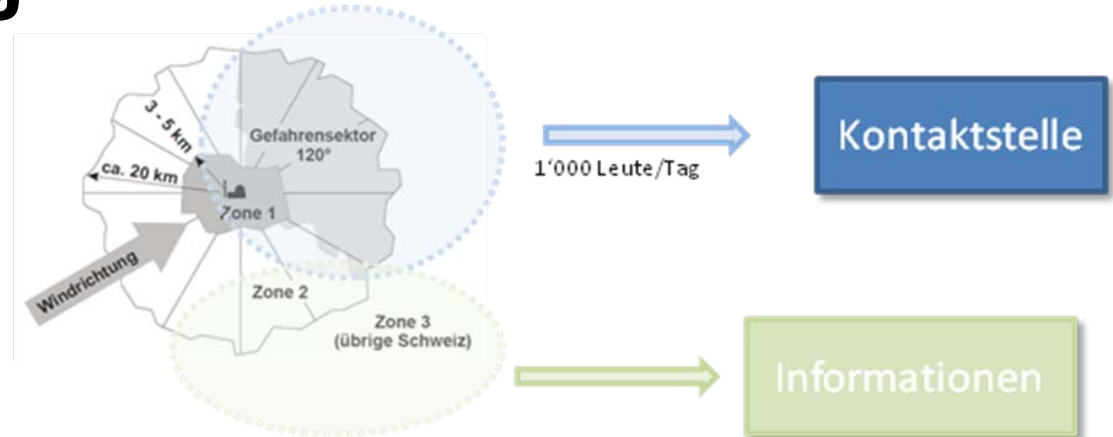 3 - 5 km
Gefahrensektor
120°
ca. 20 km
Zone 1
Windrichtung
Zone 2
Zone 3
(übrige Schweiz)
1‘000 Leute/Tag
Kontaktstelle
Informationen